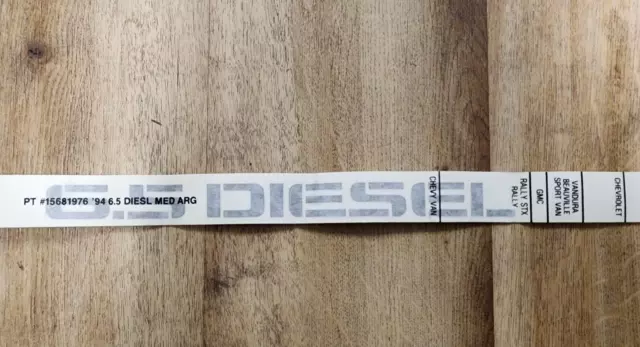 PT #15681976 '94 6.5 DIESL MED ARG
6.5 DIESEL
CHEVY VAN
RALLY STX
RALLY
GMC
VANDURA
BEAUVILLE
SPORT VAN
CHEVROLET